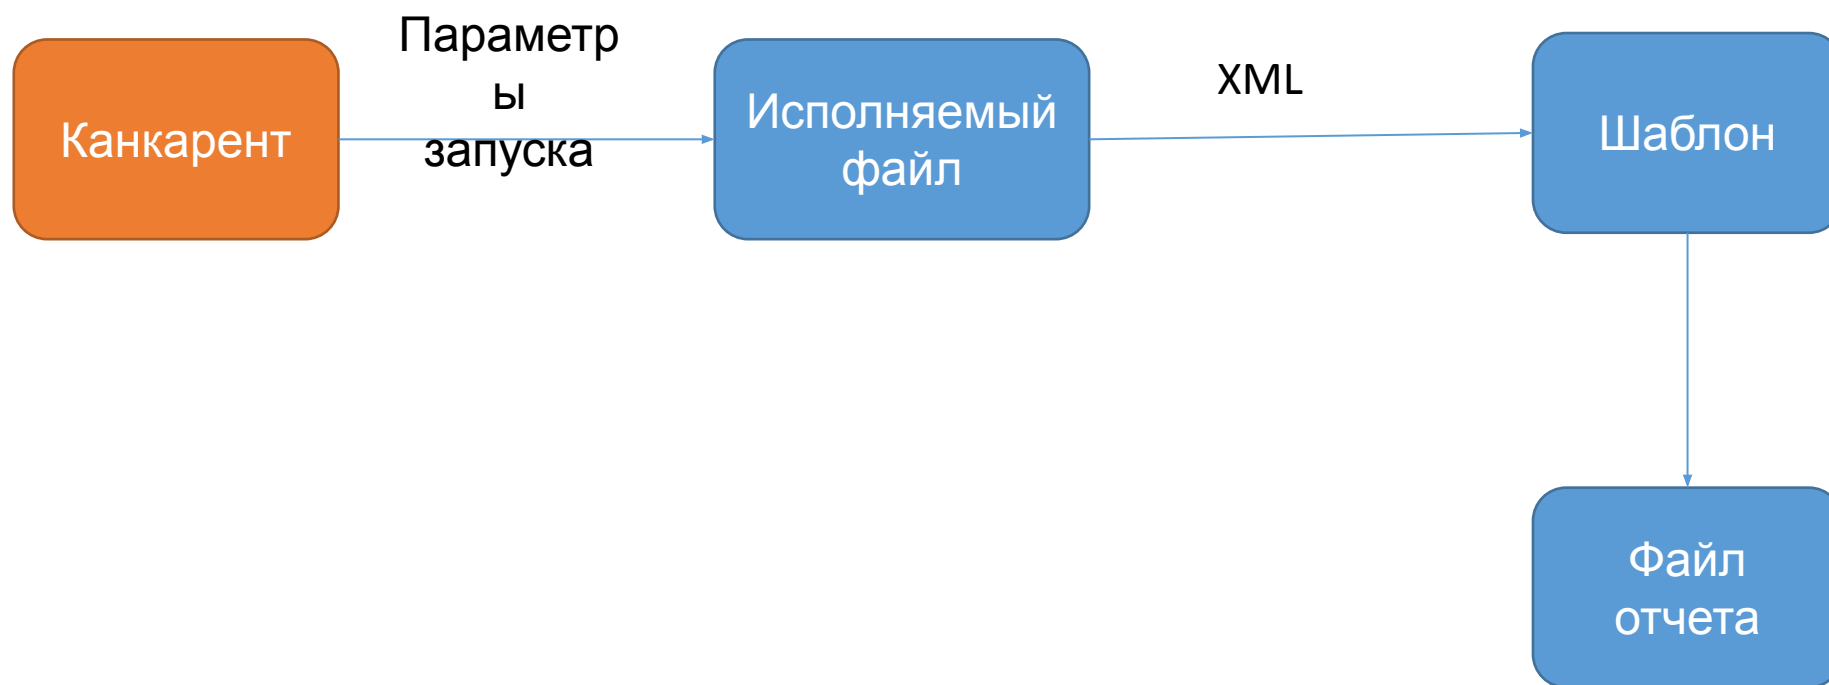 Параметр
ы
запуска
Канкарент
Исполняемый
файл
XML
Шаблон
Файл
отчета